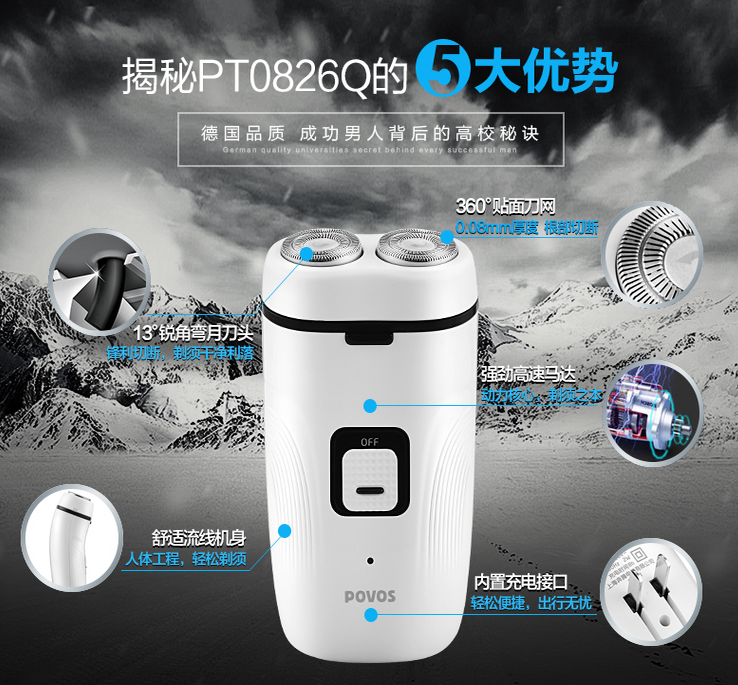 揭秘PT0826Q的5大优势
德国品质 成功男人背后的高校秘诀
German quality universities secret behind every successful man
360°贴面刀网
0.08mm厚度 根部切断
13°锐角弯月刀头
锋利切断，剃须干净利落
强劲高速马达
动力核心，剃须之本
OFF
舒适流线机身
人体工程，轻松剃须
内置充电接口
轻松便捷，出行无忧
POVOS